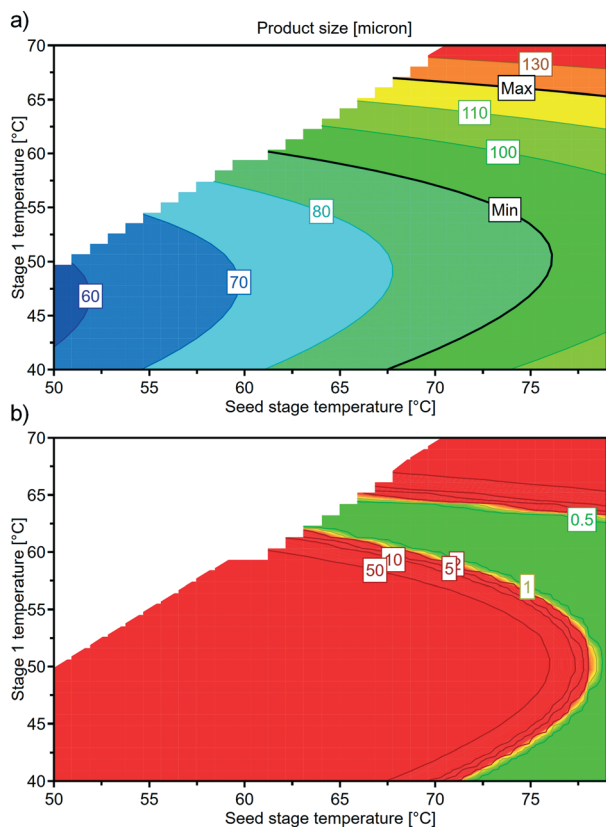 a)
Product size [micron]
70
65
60
55
50
45
40
Stage 1 temperature [°C]
130
Max
110
100
Min
80
70
60
50 55 60 65 70 75
Seed stage temperature [°C]
b)
70
65
60
55
50
45
40
Stage 1 temperature [°C]
0.5
10
2
5
50
1
50 55 60 65 70 75
Seed stage temperature [°C]